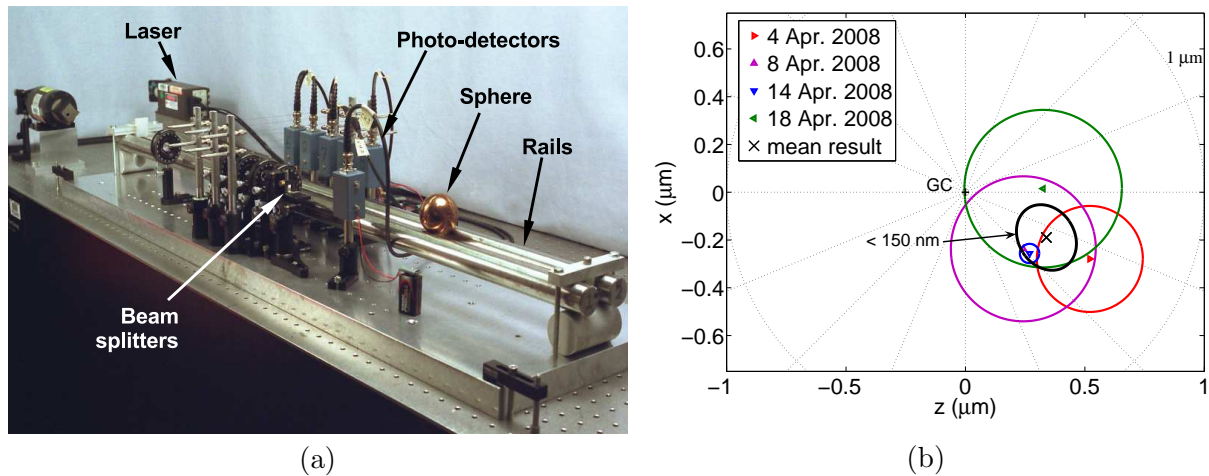 Laser
Photo-detectors
Sphere
Rails
Beam
splitters
(a)
4 Apr. 2008
8 Apr. 2008
14 Apr. 2008
18 Apr. 2008
mean result
1 μm
GC
< 150 nm
0.6
0.4
0.2
0
−0.2
−0.4
−0.6
x (μm)
−1
−0.5
0
0.5
1
z (μm)
(b)